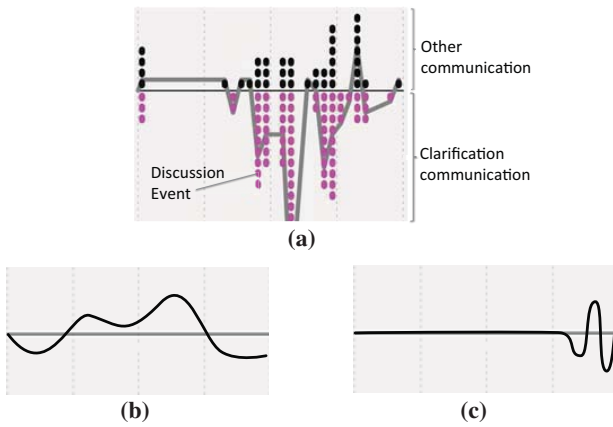 Other
communication
Clarification
communication
Discussion
Event
(a)
(b)
(c)